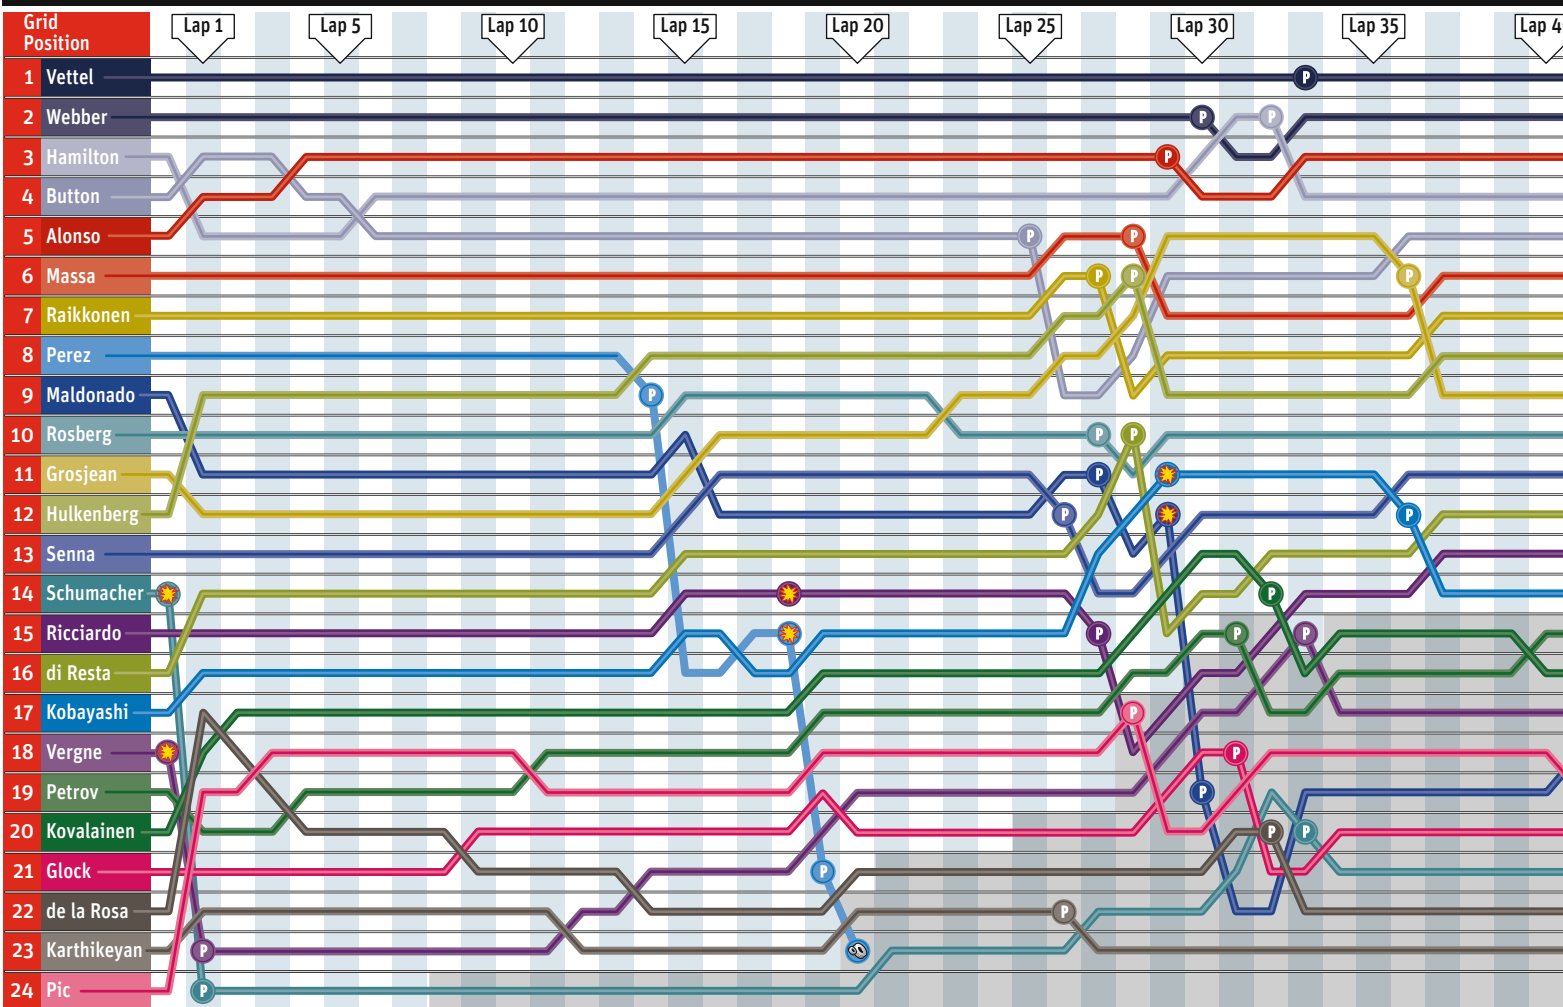 Grid Position
Lap 1
Lap 5
Lap 10
Lap 15
Lap 20
Lap 25
Lap 30
Lap 35
Lap 4
1 Vettel
P
2 Webber
P
P
3 Hamilton
P
4 Button
5 Alonso
P
P
6 Massa
P
P
P
7 Raikkonen
8 Perez
9 Maldonado
P
10 Rosberg
P
P
11 Grosjean
P
12 Hulkenberg
P
P
13 Senna
14 Schumacher
P
15 Ricciardo
P
P
P
16 di Resta
17 Kobayashi
P
18 Vergne
P
19 Petrov
P
20 Kovalainen
P
P
21 Glock
P
22 de la Rosa
P
23 Karthikeyan
P
24 Pic
P